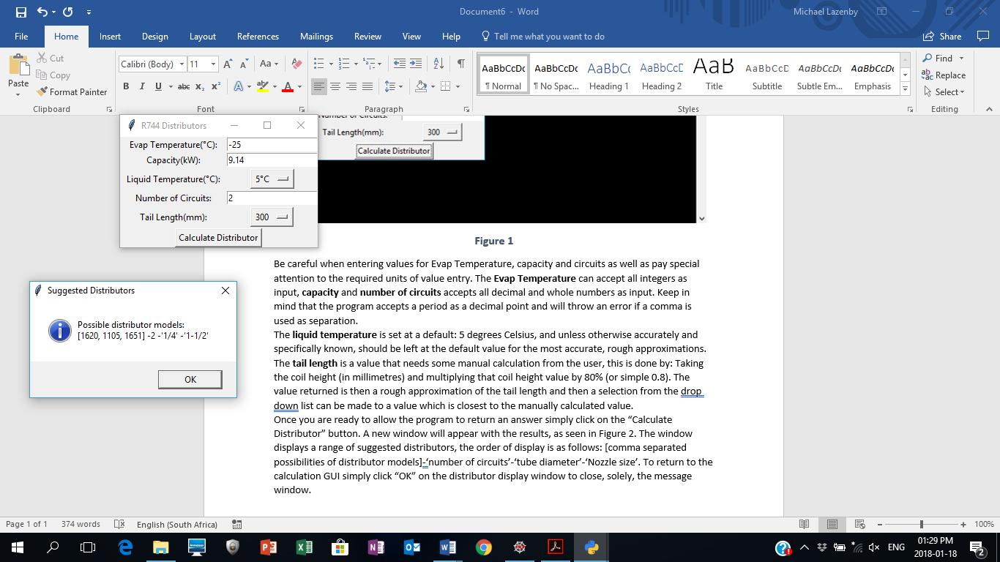 Document6 - Word
Michael Lazenby
File Home Insert Design Layout References Mailings Review View Help Tell me what you want to do Share
Paste
Cut
Copy
Format Painter
Calibri (Body) 11
B I U abc x₂ x²
AaBbCcDc AaBbCcDc AaBbCc AaBbCcD AaB AaBbCcD AaBbCcDc AaBbCcDc
¶ Normal ¶ No Spac... Heading 1 Heading 2 Title Subtitle Subtle Em... Emphasis
Find
Replace
Select
Clipboard Font Paragraph Styles Editing
R744 Distributors
Evap Temperature(°C): -25
Capacity(kW): 9.14
Liquid Temperature(°C): 5°C
Number of Circuits: 2
Tail Length(mm): 300
Calculate Distributor
Number of Circuits:
Tail Length(mm): 300
Calculate Distributor
Figure 1
Be careful when entering values for Evap Temperature, capacity and circuits as well as pay special
attention to the required units of value entry. The Evap Temperature can accept all integers as
input, capacity and number of circuits accepts all decimal and whole numbers as input. Keep in
mind that the program accepts a period as a decimal point and will throw an error if a comma is
used as separation.
The liquid temperature is set at a default: 5 degrees Celsius, and unless otherwise accurately and
specifically known, should be left at the default value for the most accurate, rough approximations.
The tail length is a value that needs some manual calculation from the user, this is done by: Taking
the coil height (in millimetres) and multiplying that coil height value by 80% (or simple 0.8). The
value returned is then a rough approximation of the tail length and then a selection from the drop
down list can be made to a value which is closest to the manually calculated value.
Once you are ready to allow the program to return an answer simply click on the “Calculate
Distributor” button. A new window will appear with the results, as seen in Figure 2. The window
displays a range of suggested distributors, the order of display is as follows: [comma separated
possibilities of distributor models]-‘number of circuits’-‘tube diameter’-‘Nozzle size’. To return to the
calculation GUI simply click “OK” on the distributor display window to close, solely, the message
window.
Suggested Distributors
Possible distributor models:
[1620, 1105, 1651] -2 -'1/4' -'1-1/2'
OK
Page 1 of 1 374 words English (South Africa) 100%
ENG
01:29 PM
2018-01-18
2